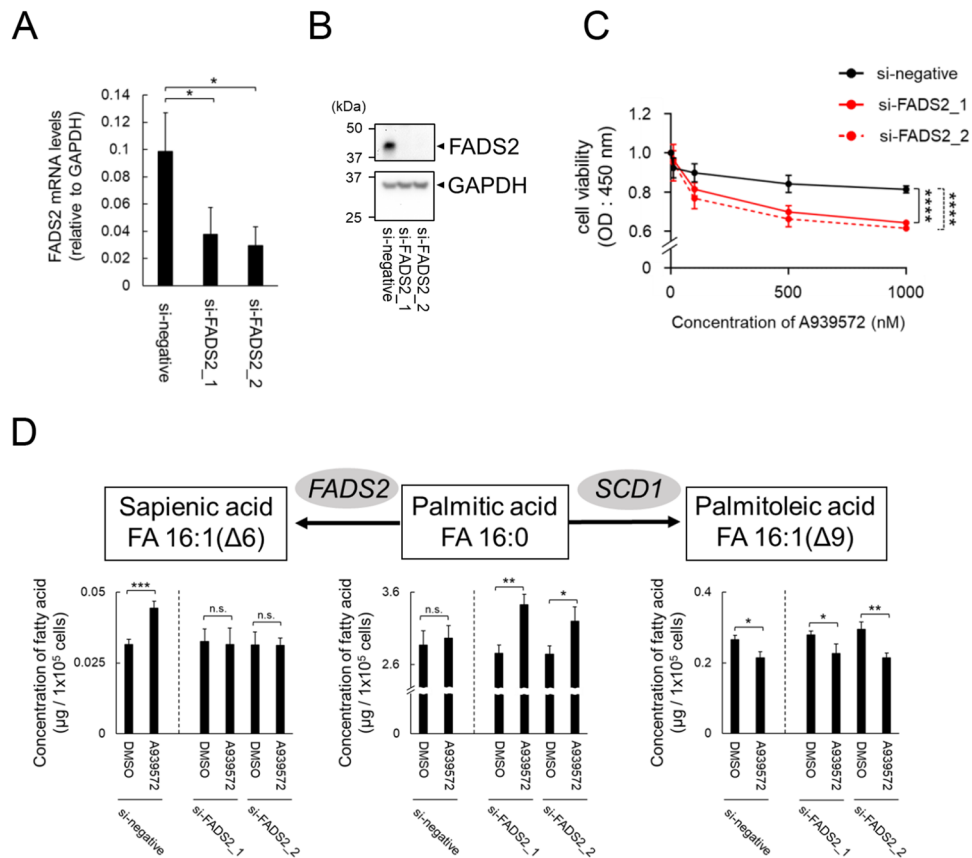 A
FADS2 mRNA levels
(relative to GAPDH)
0.14
0.12
0.1
0.08
0.06
0.04
0.02
0
*
*
si-negative
si-FADS2_1
si-FADS2_2
B
(kDa)
50
37
FADS2
37
25
GAPDH
si-negative
si-FADS2_1
si-FADS2_2
C
si-negative
si-FADS2_1
si-FADS2_2
cell viability
(OD : 450 nm)
1.2
1.0
0.8
0.6
0
****
****
0
500
1000
Concentration of A939572 (nM)
D
FADS2
SCD1
Sapienic acid
FA 16:1(Δ6)
Palmitic acid
FA 16:0
Palmitoleic acid
FA 16:1(Δ9)
Concentration of fatty acid
(μg / 1x10⁵ cells)
0.05
0.025
0
***
n.s.
n.s.
DMSO
A939572
DMSO
A939572
DMSO
A939572
si-negative
si-FADS2_1
si-FADS2_2
Concentration of fatty acid
(μg / 1x10⁵ cells)
3.6
2.6
0
n.s.
**
*
DMSO
A939572
DMSO
A939572
DMSO
A939572
si-negative
si-FADS2_1
si-FADS2_2
Concentration of fatty acid
(μg / 1x10⁵ cells)
0.4
0.2
0
*
*
**
DMSO
A939572
DMSO
A939572
DMSO
A939572
si-negative
si-FADS2_1
si-FADS2_2